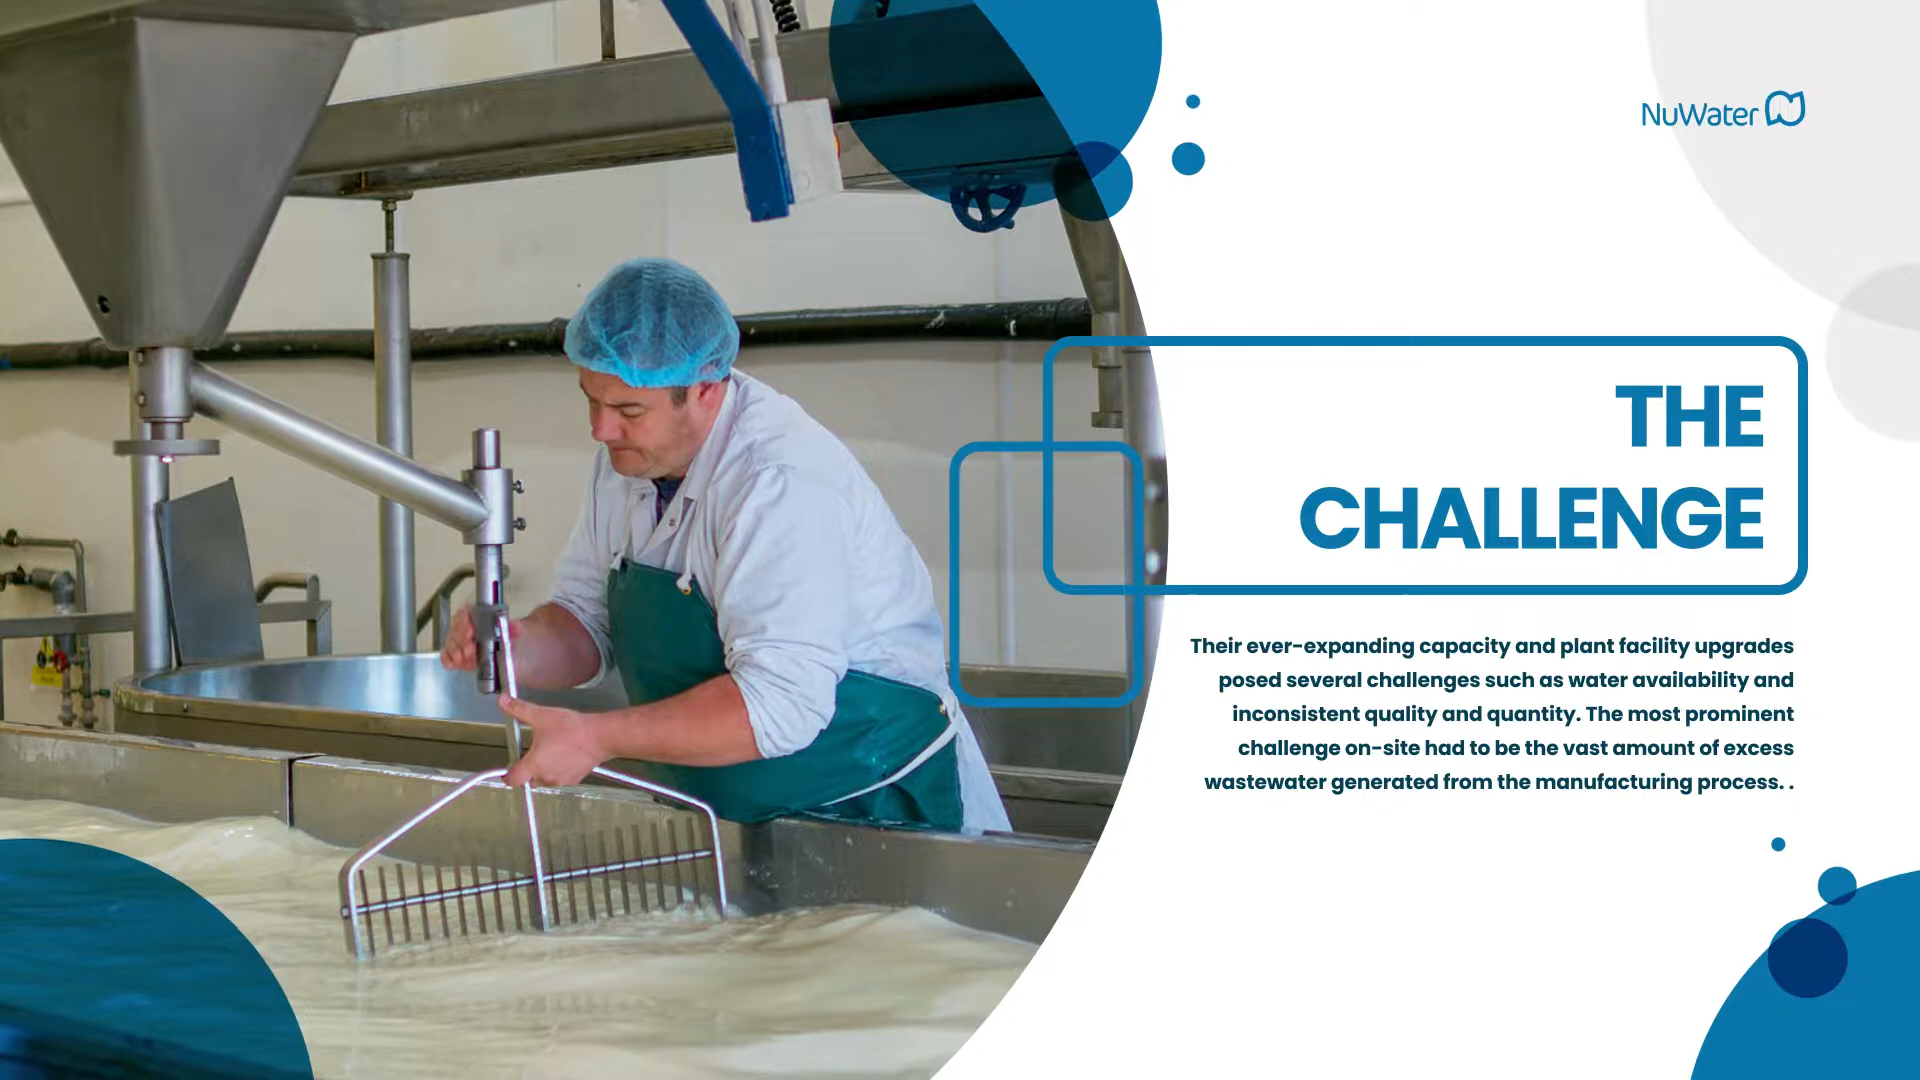 NuWater
THE
CHALLENGE
Their ever-expanding capacity and plant facility upgrades
posed several challenges such as water availability and
inconsistent quality and quantity. The most prominent
challenge on-site had to be the vast amount of excess
wastewater generated from the manufacturing process. .